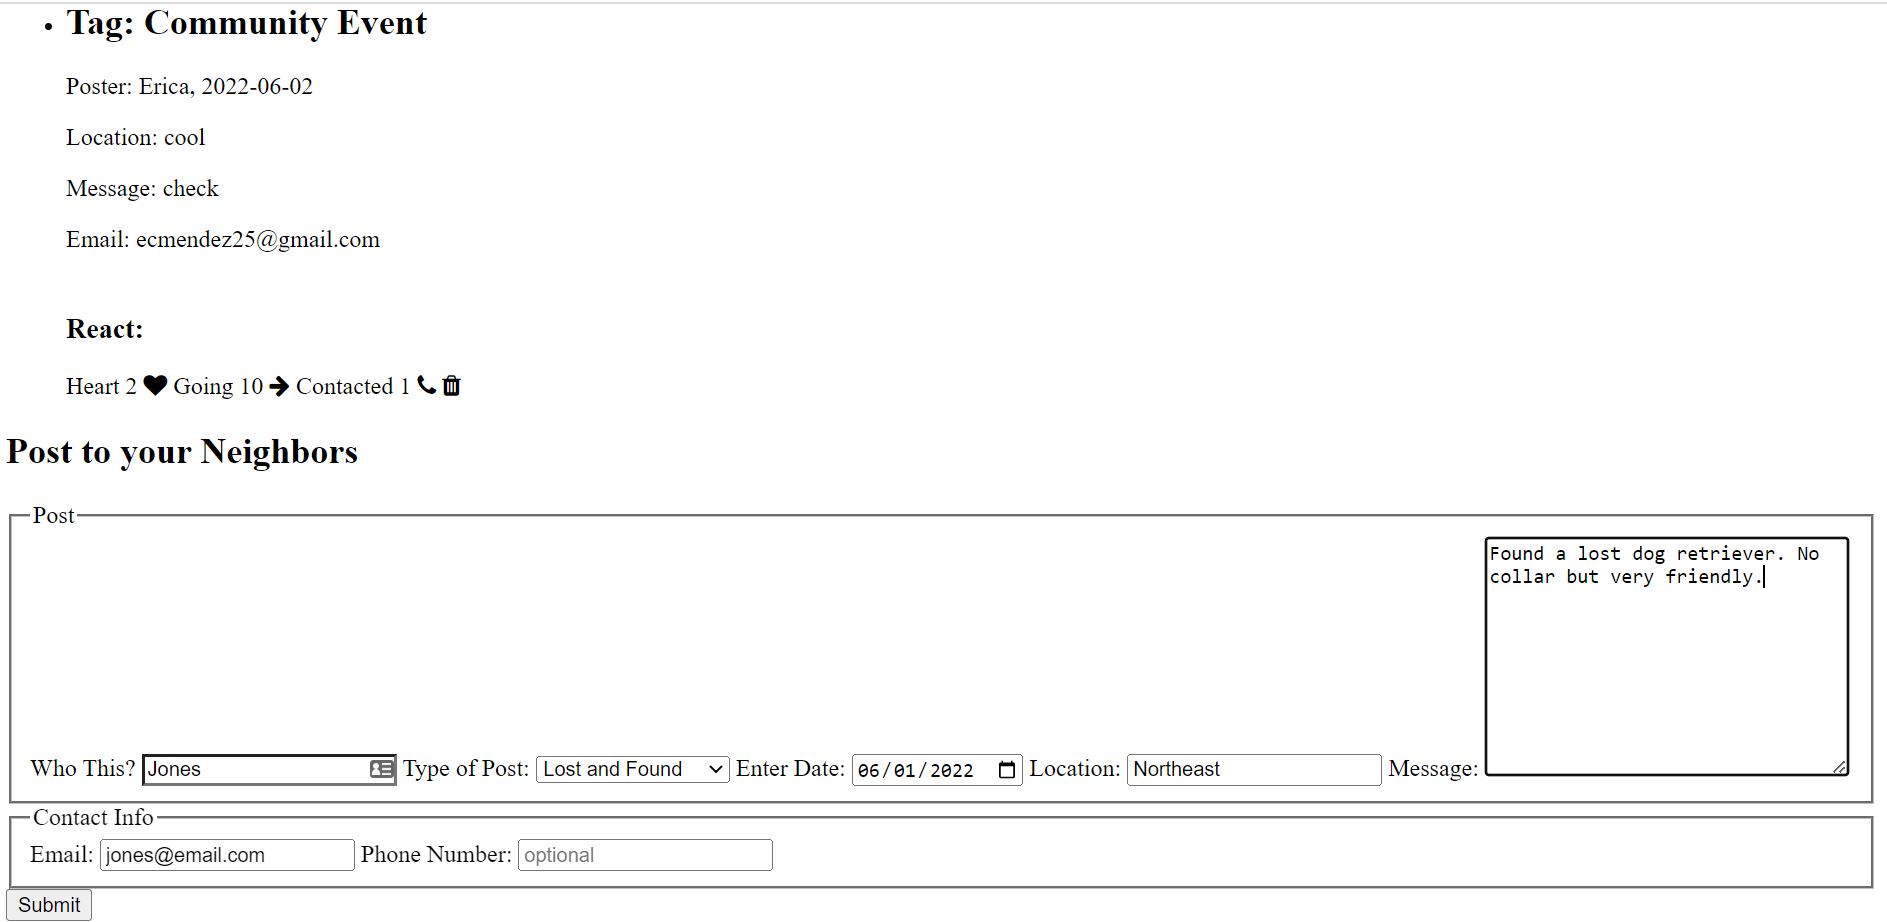 Tag: Community Event
Poster: Erica, 2022-06-02
Location: cool
Message: check
Email: ecmendez25@gmail.com
React:
Heart 2 Going 10 Contacted 1
Post to your Neighbors
Post
Found a lost dog retriever. No
collar but very friendly.
Who This? Jones Type of Post: Lost and Found Enter Date: 06/01/2022 Location: Northeast Message:
Contact Info
Email: jones@email.com Phone Number: optional
Submit